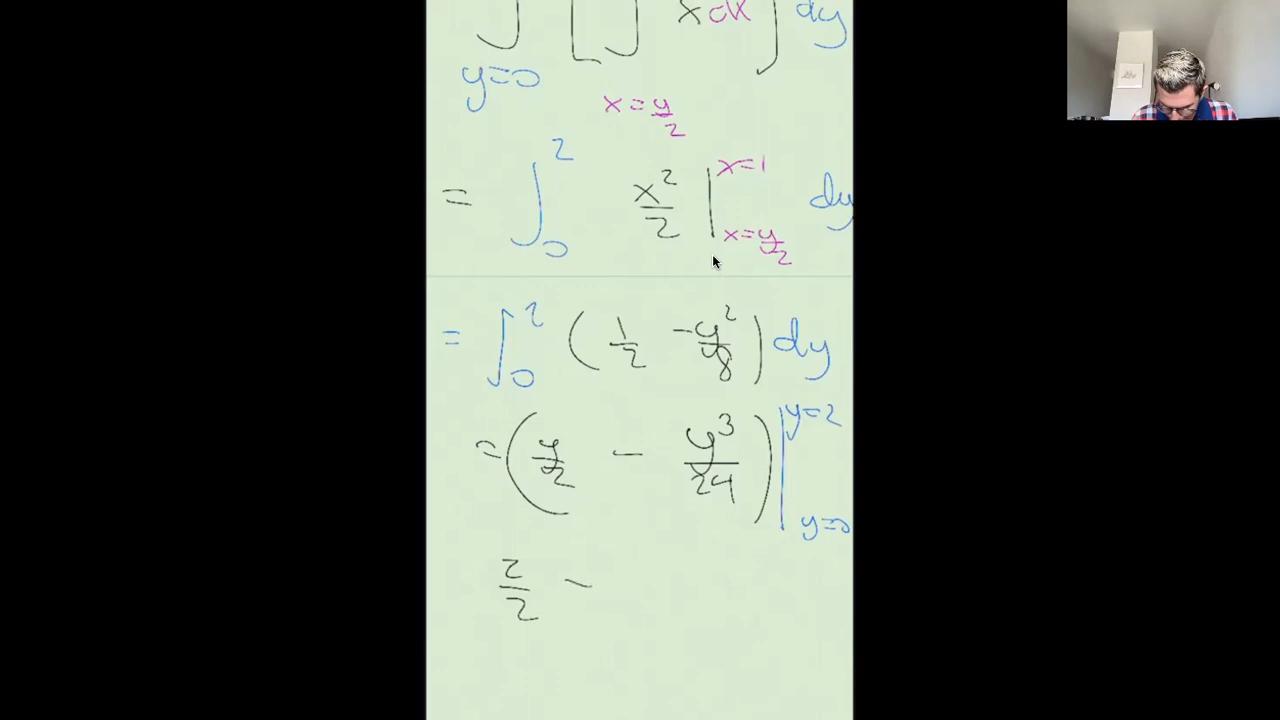 ∫ [ ∫ x dx ] dy
y=0
x = y/2
= ∫₀² x²/2 |_{x=y/2}^{x=1} dy
= ∫₀² (1/2 - y²/8) dy
= (y/2 - y³/24) |_{y=0}^{y=2}
2/2 -